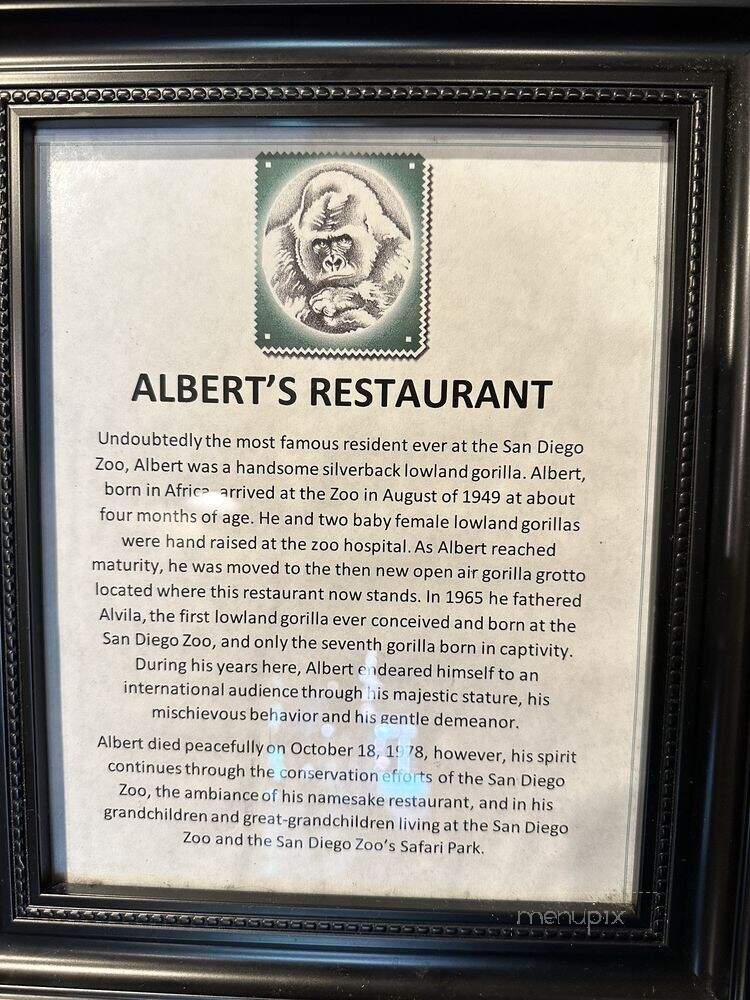 ALBERT'S RESTAURANT
Undoubtedly the most famous resident ever at the San Diego
Zoo, Albert was a handsome silverback lowland gorilla. Albert,
born in Africa, arrived at the Zoo in August of 1949 at about
four months of age. He and two baby female lowland gorillas
were hand raised at the zoo hospital. As Albert reached
maturity, he was moved to the then new open air gorilla grotto
located where this restaurant now stands. In 1965 he fathered
Alvila, the first lowland gorilla ever conceived and born at the
San Diego Zoo, and only the seventh gorilla born in captivity.
During his years here, Albert endeared himself to an
international audience through his majestic stature, his
mischievous behavior and his gentle demeanor.
Albert died peacefully on October 18, 1978, however, his spirit
continues through the conservation efforts of the San Diego
Zoo, the ambiance of his namesake restaurant, and in his
grandchildren and great-grandchildren living at the San Diego
Zoo and the San Diego Zoo's Safari Park.
menupix